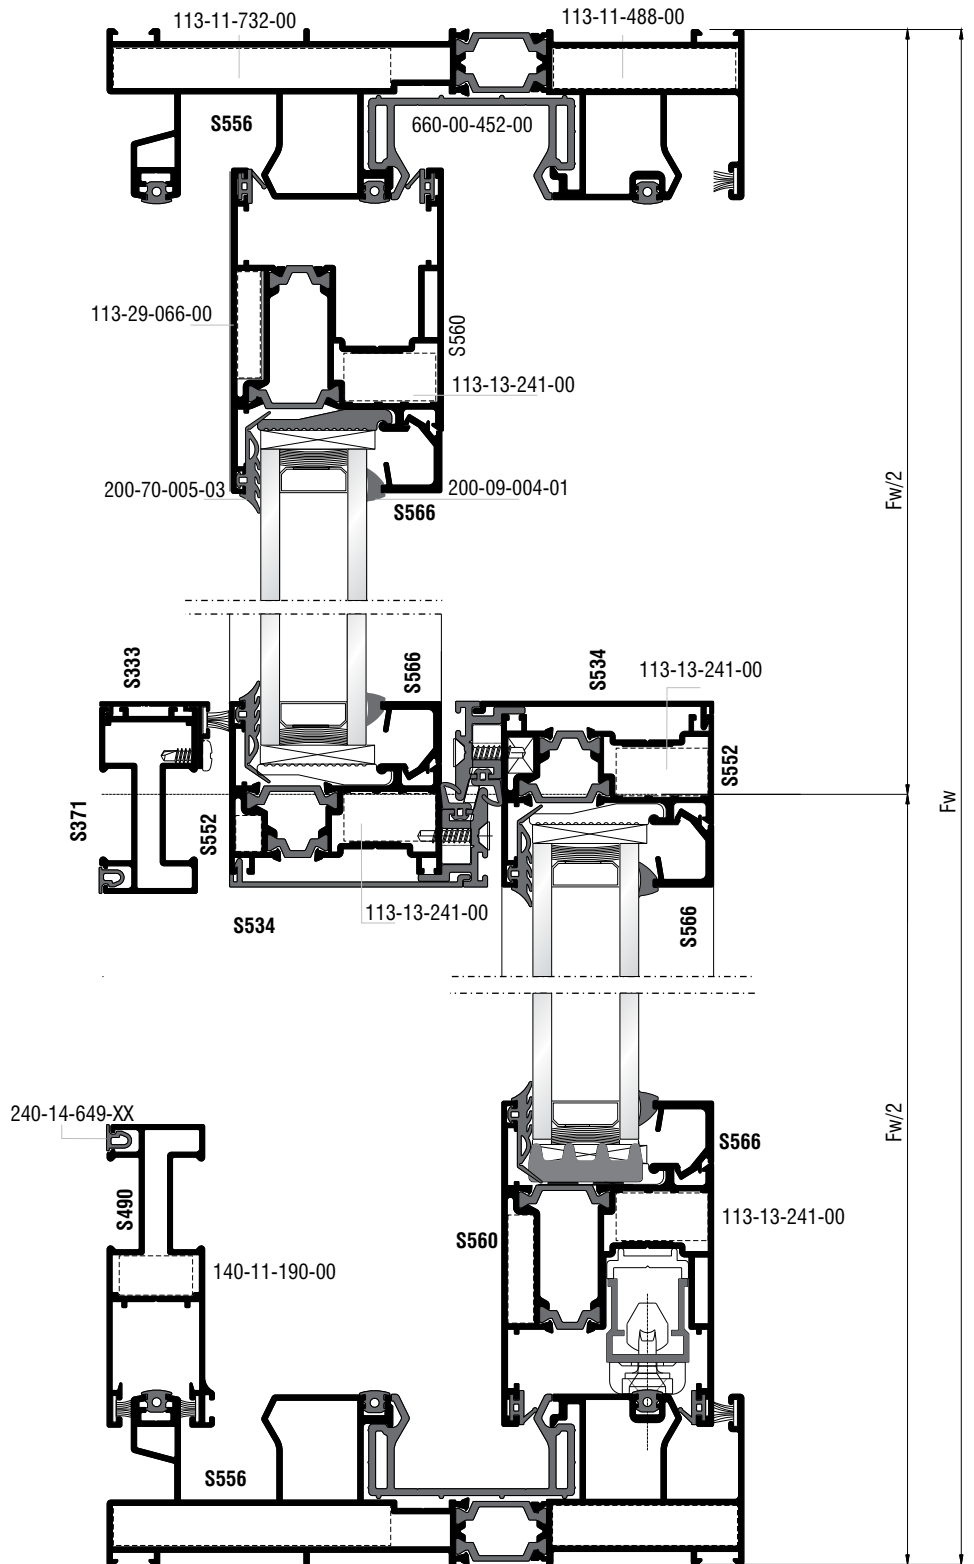 113-11-732-00
113-11-488-00
S556
660-00-452-00
113-29-066-00
S560
113-13-241-00
200-70-005-03
200-09-004-01
S566
Fw/2
S333
S566
S534
113-13-241-00
S552
Fw
S371
S552
113-13-241-00
S534
S566
240-14-649-XX
Fw/2
S566
S490
113-13-241-00
S560
140-11-190-00
S556